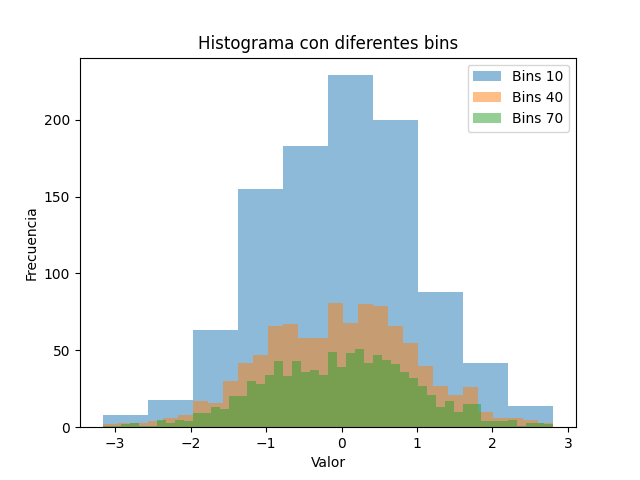 Histograma con diferentes bins
Bins 10
Bins 40
Bins 70
200
150
100
50
0
Frecuencia
−3 −2 −1 0 1 2 3
Valor